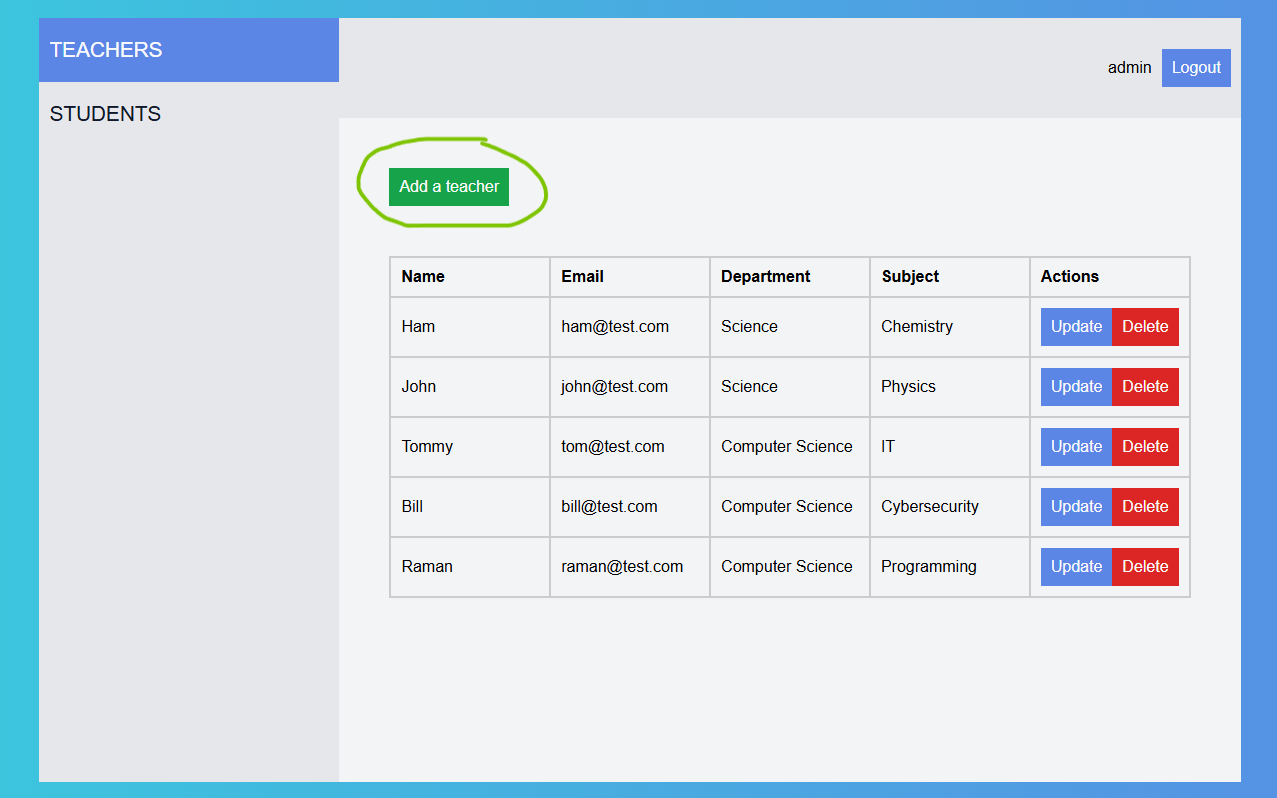 TEACHERS
STUDENTS
admin Logout
Add a teacher
Name Email Department Subject Actions
Ham ham@test.com Science Chemistry Update Delete
John john@test.com Science Physics Update Delete
Tommy tom@test.com Computer Science IT Update Delete
Bill bill@test.com Computer Science Cybersecurity Update Delete
Raman raman@test.com Computer Science Programming Update Delete